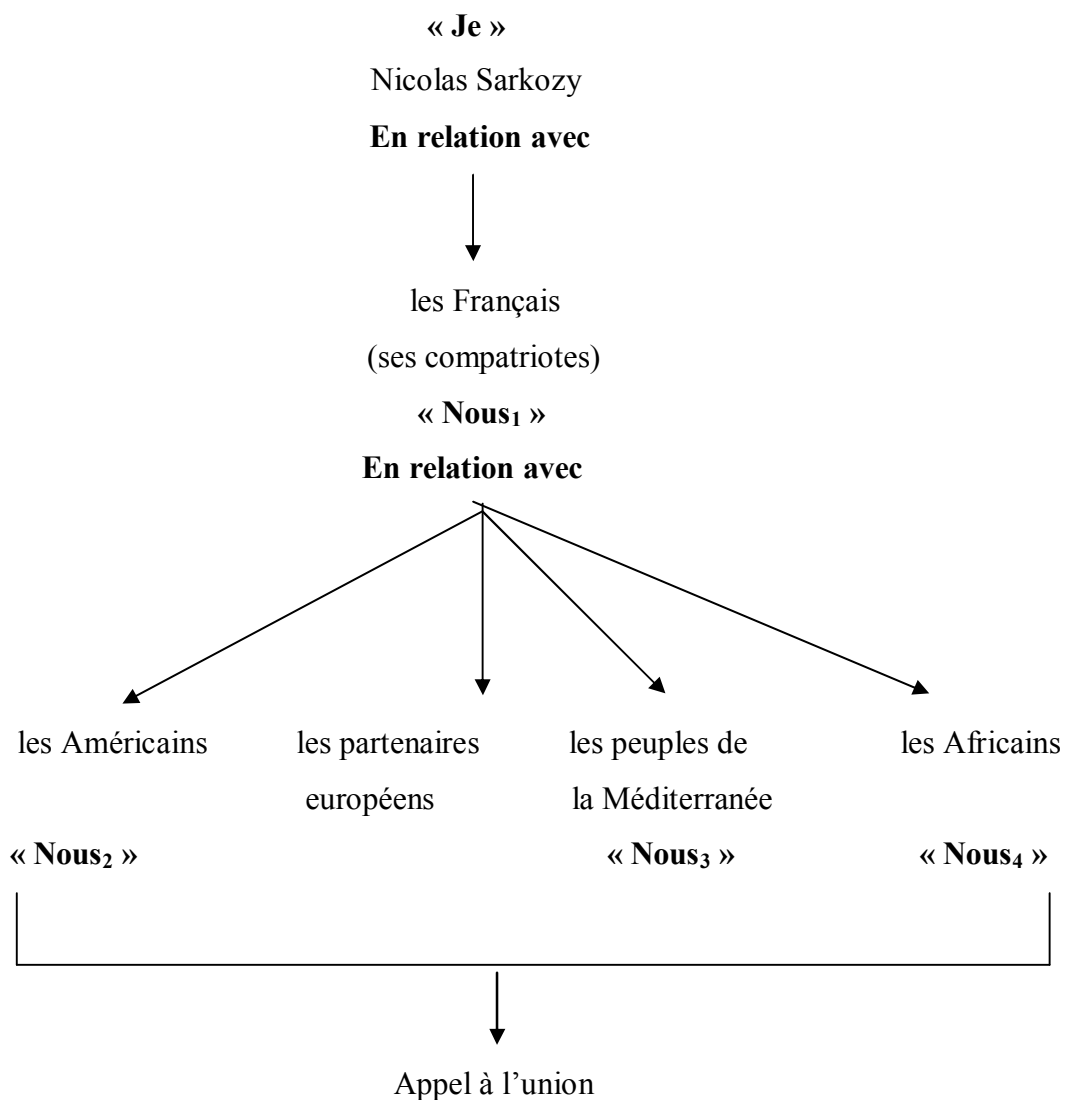 « Je »
Nicolas Sarkozy
En relation avec
les Français
(ses compatriotes)
« Nous₁ »
En relation avec
les Américains
les partenaires
européens
les peuples de
la Méditerranée
les Africains
« Nous₂ »
« Nous₃ »
« Nous₄ »
Appel à l’union